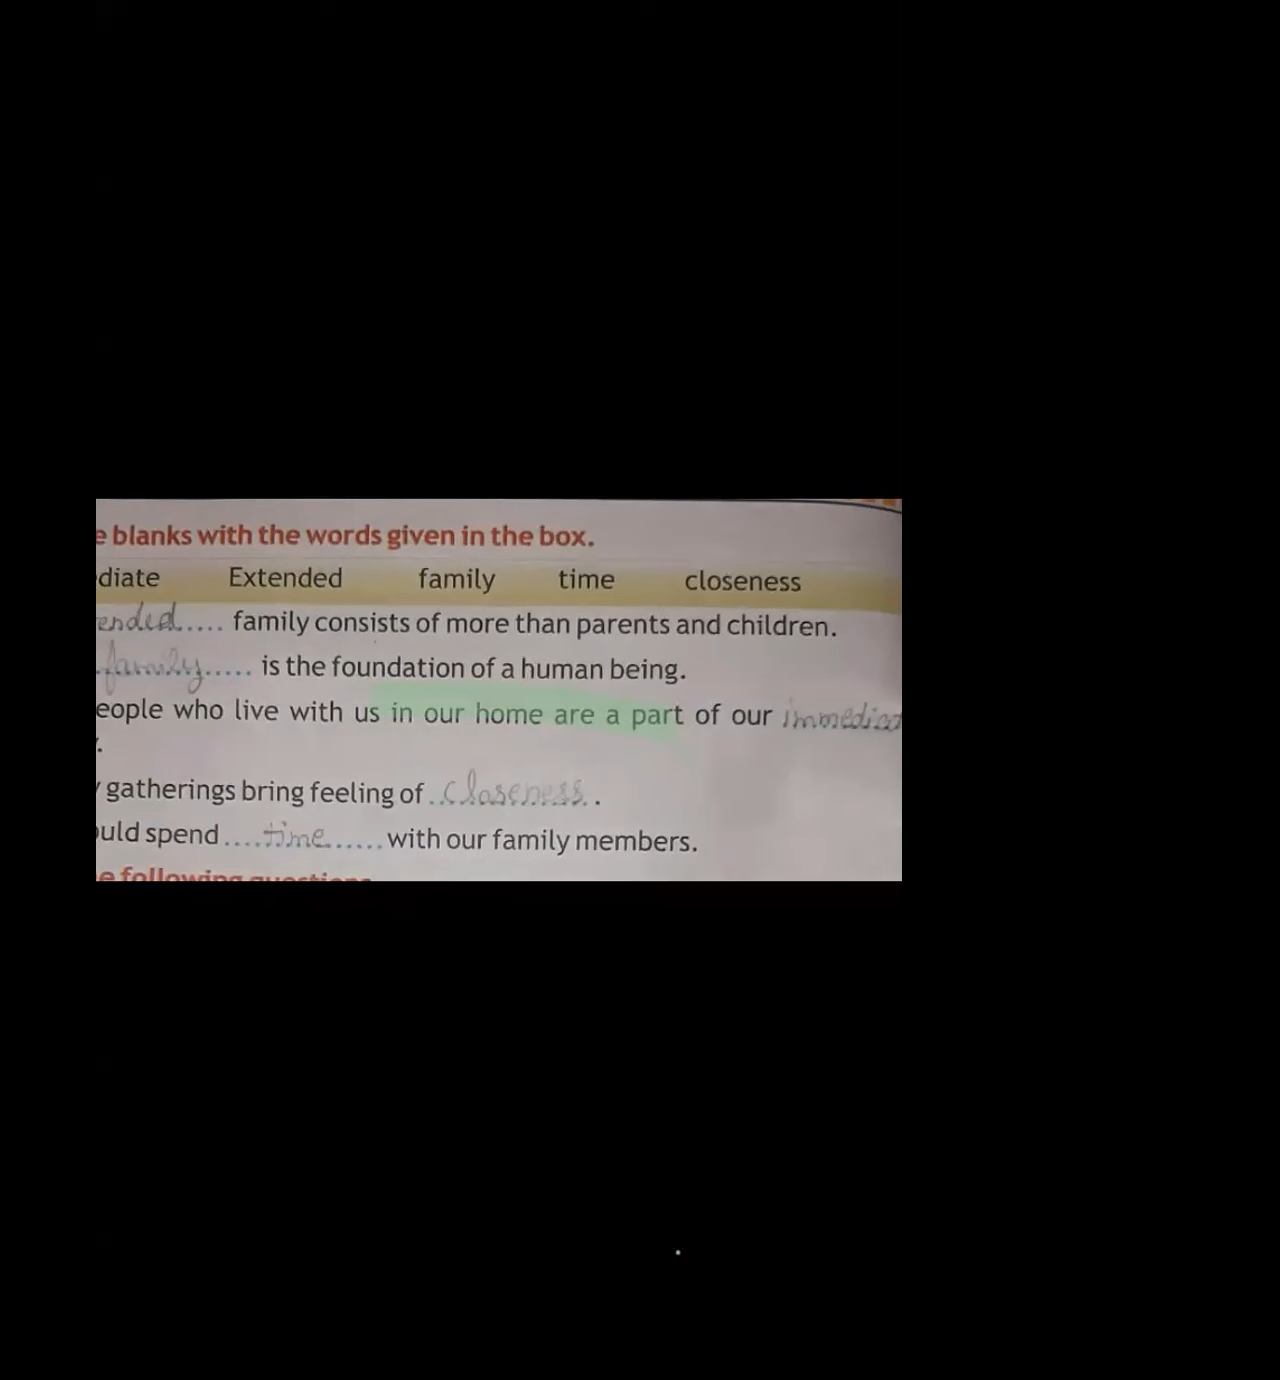 e blanks with the words given in the box.
diate Extended family time closeness
ended..... family consists of more than parents and children.
family..... is the foundation of a human being.
eople who live with us in our home are a part of our immedia
.
gatherings bring feeling of ..closeness..
uld spend ....time...... with our family members.
e following questions